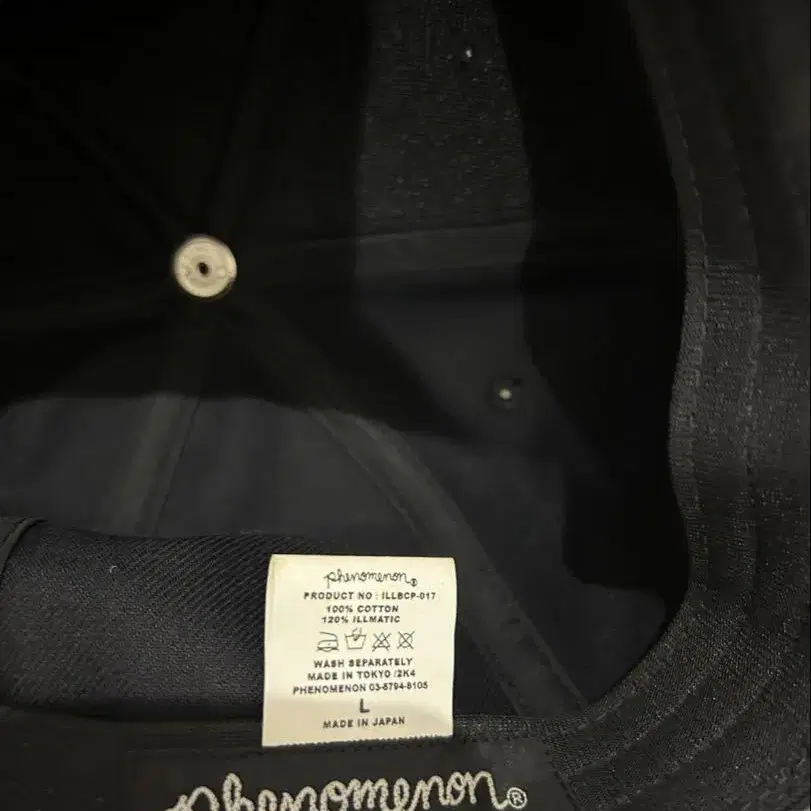 phenomenon®
PRODUCT NO : ILLBCP-017
100% COTTON
120% ILLMATIC
WASH SEPARATELY
MADE IN TOKYO /2K4
PHENOMENON 03-5794-8105
L
MADE IN JAPAN
phenomenon®